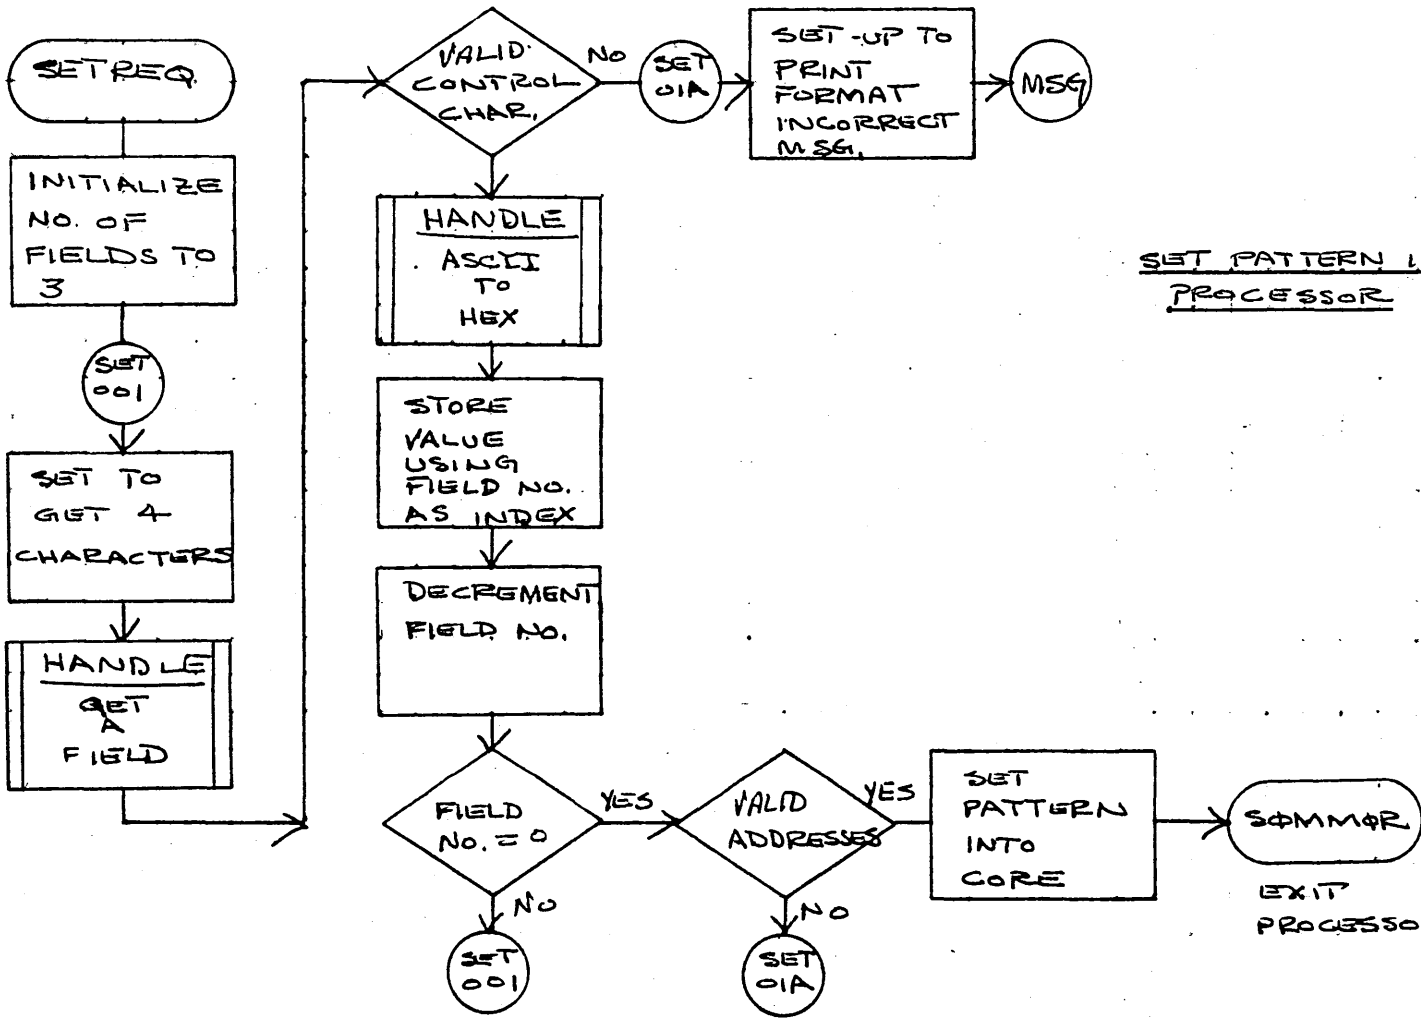 SETREQ.
INITIALIZE
NO. OF
FIELDS TO
3
SET
001
SET TO
GET 4
CHARACTERS
HANDLE
GET
A
FIELD
VALID
CONTROL
CHAR.
NO
SET
01A
SET-UP TO
PRINT
FORMAT
INCORRECT
MSG.
MSG
HANDLE
ASCII
TO
HEX
STORE
VALUE
USING
FIELD NO.
AS INDEX
DECREMENT
FIELD NO.
FIELD
NO. = 0
YES
NO
SET
001
VALID
ADDRESSES
YES
NO
SET
01A
SET
PATTERN
INTO
CORE
SØMMØR
EXIT
PROCESSO
SET PATTERN
PROCESSOR